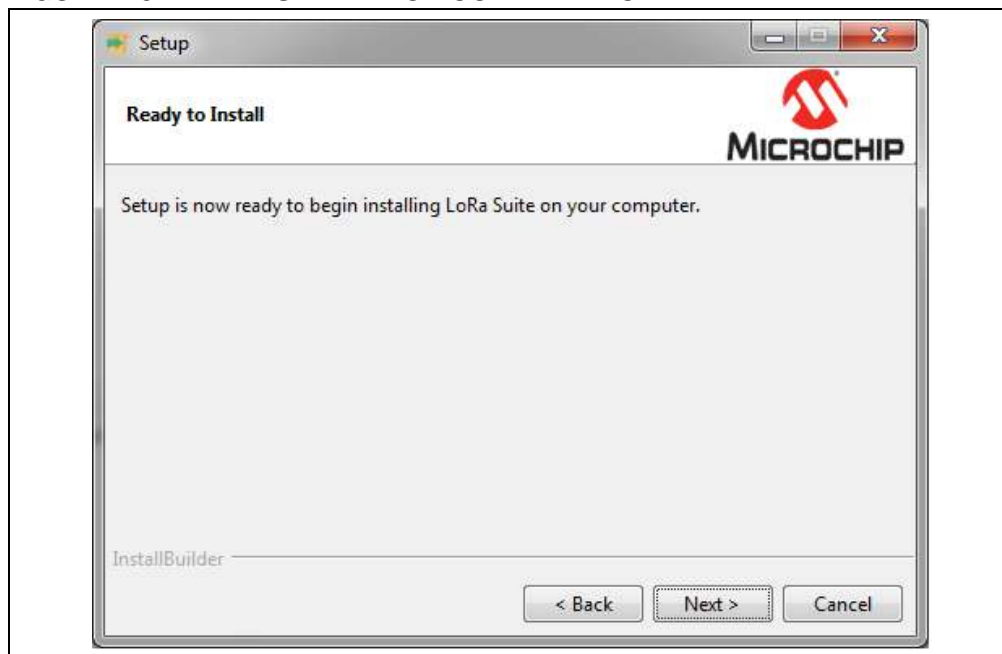 Setup
Ready to Install
MICROCHIP
Setup is now ready to begin installing LoRa Suite on your computer.
InstallBuilder
< Back Next > Cancel